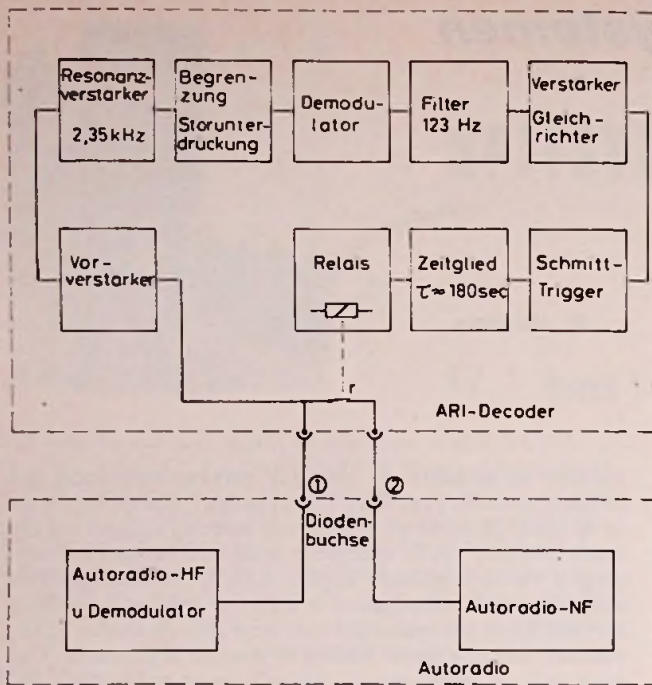 Resonanz-
verstarker
2,35 kHz
Begren-
zung
Storunter-
drückung
Demodu-
lator
Filter
123 Hz
Verstarker
Gleich-
richter
Vor-
verstarker
Relais
Zeitglied
τ ≈ 180sec
Schmitt-
Trigger
r
ARI-Decoder
① ②
Dioden-
buchse
Autoradio-HF
u Demodulator
Autoradio-NF
Autoradio